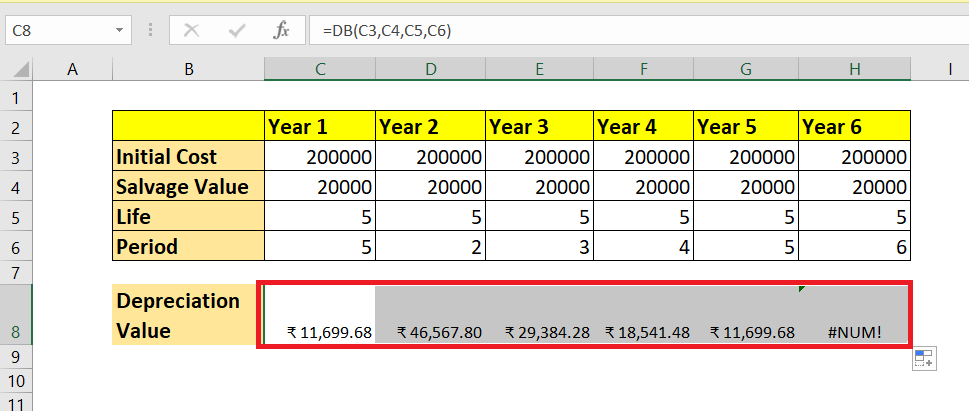 C8 fx =DB(C3,C4,C5,C6)
A B C D E F G H I
1
2 Year 1 Year 2 Year 3 Year 4 Year 5 Year 6
3 Initial Cost 200000 200000 200000 200000 200000 200000
4 Salvage Value 20000 20000 20000 20000 20000 20000
5 Life 5 5 5 5 5 5
6 Period 5 2 3 4 5 6
7
Depreciation
8 Value ₹ 11,699.68 ₹ 46,567.80 ₹ 29,384.28 ₹ 18,541.48 ₹ 11,699.68 #NUM!
9
10
11